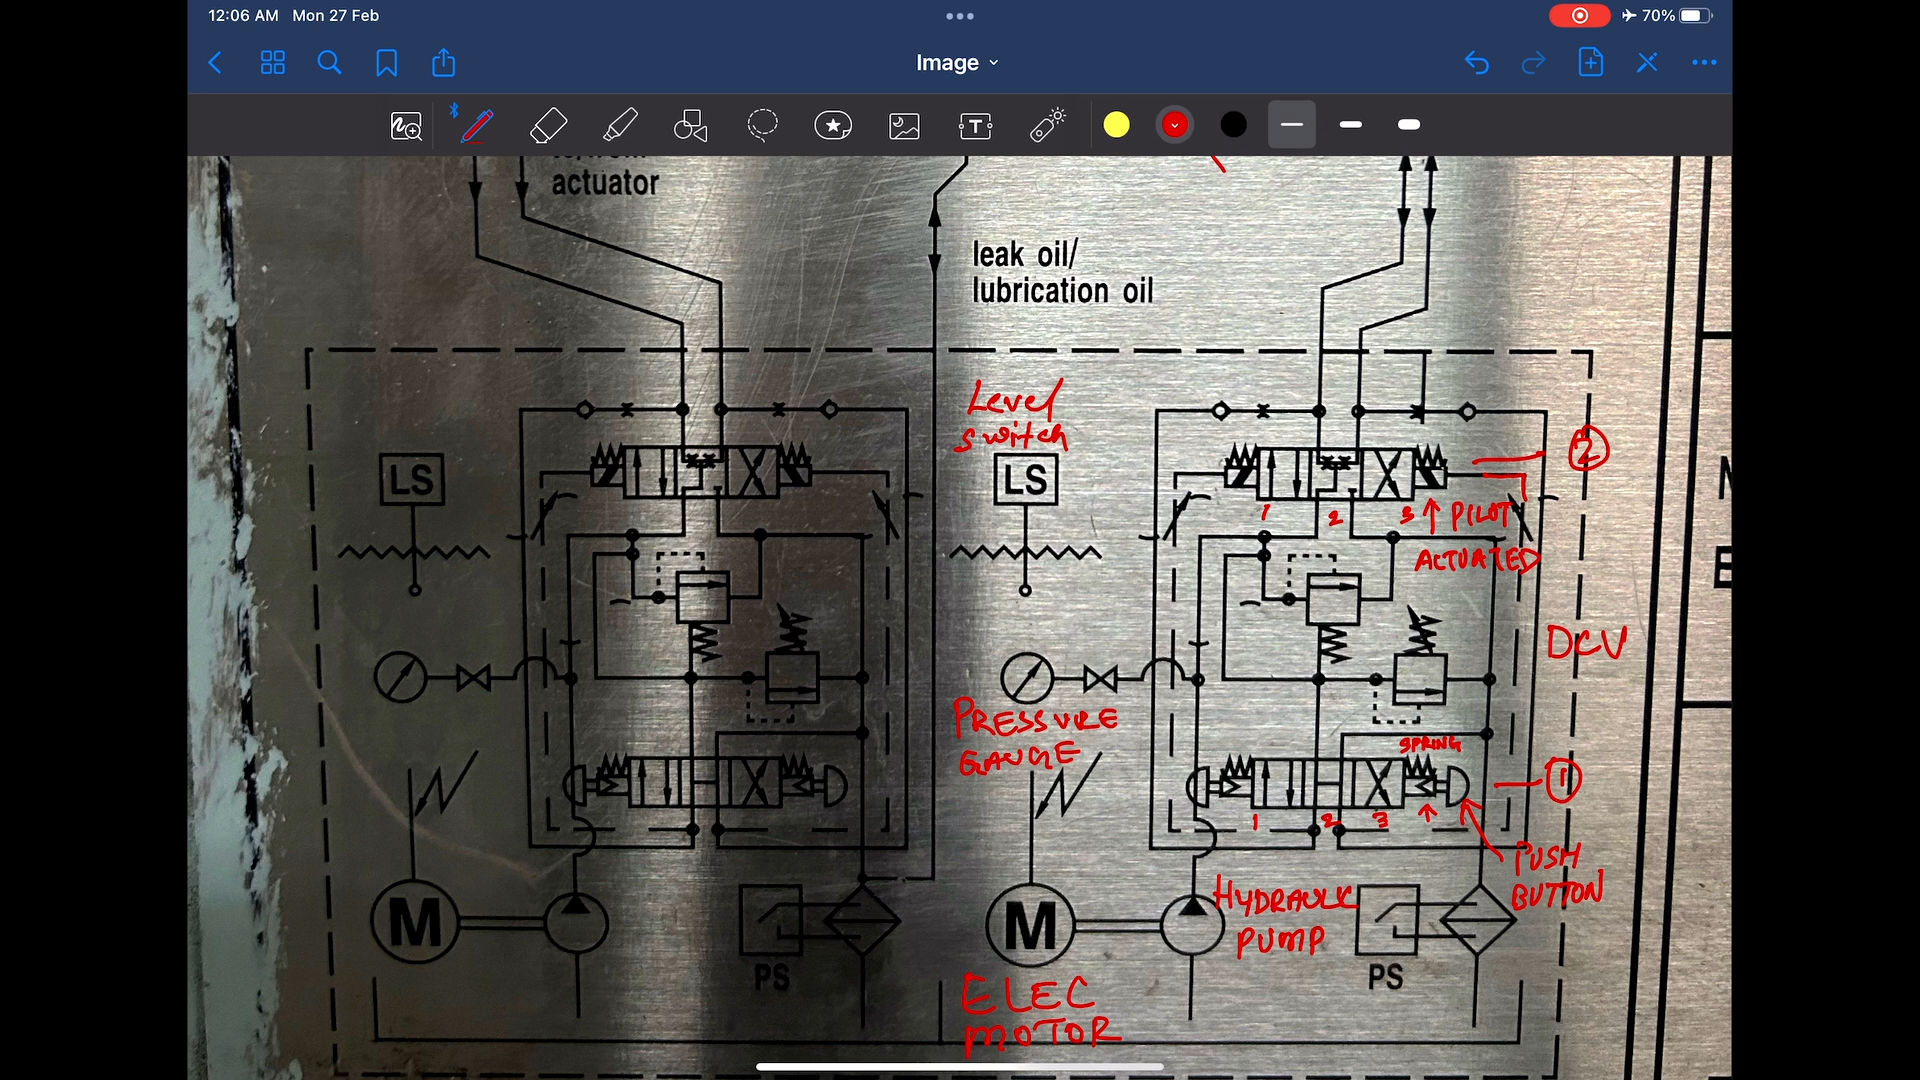 12:06 AM Mon 27 Feb
70%
Image
T
actuator
leak oil/
lubrication oil
Level
switch
LS
LS
1 2 3 PILOT
ACTUATED
2
DCV
PRESSURE
GAUGE
SPRING
1
1 2 3
PUSH
BUTTON
M
M
HYDRAULIC
PUMP
PS
PS
ELEC
MOTOR